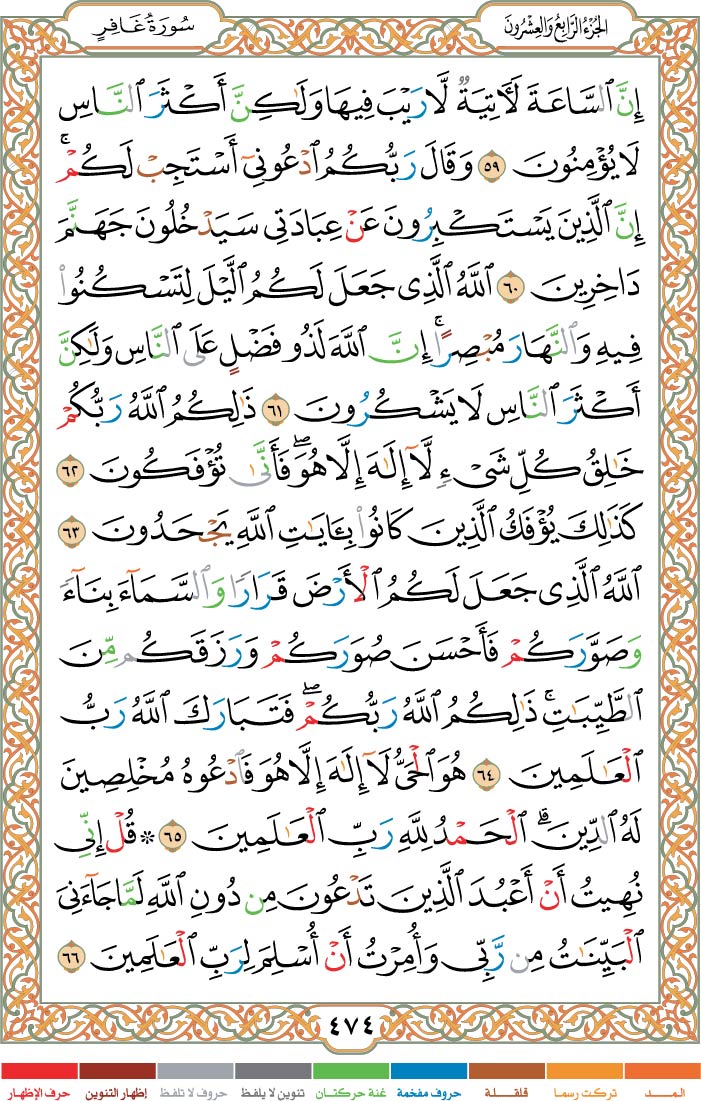 الجُزْءُ الرَّابِعُ وَالعِشْرُونَ
سُورَةُ غَافِرٍ
إِنَّ ٱلسَّاعَةَ لَأٓتِيَةٌ لَّا رَيْبَ فِيهَا وَلَٰكِنَّ أَكْثَرَ ٱلنَّاسِ
لَا يُؤْمِنُونَ ٥٩ وَقَالَ رَبُّكُمُ ٱدْعُونِىٓ أَسْتَجِبْ لَكُمْۚ
إِنَّ ٱلَّذِينَ يَسْتَكْبِرُونَ عَنْ عِبَادَتِى سَيَدْخُلُونَ جَهَنَّمَ
دَاخِرِينَ ٦٠ ٱللَّهُ ٱلَّذِى جَعَلَ لَكُمُ ٱلَّيْلَ لِتَسْكُنُوا۟
فِيهِ وَٱلنَّهَارَ مُبْصِرًاۚ إِنَّ ٱللَّهَ لَذُو فَضْلٍ عَلَى ٱلنَّاسِ وَلَٰكِنَّ
أَكْثَرَ ٱلنَّاسِ لَا يَشْكُرُونَ ٦١ ذَٰلِكُمُ ٱللَّهُ رَبُّكُمْ
خَٰلِقُ كُلِّ شَىْءٍ لَّآ إِلَٰهَ إِلَّا هُوَۖ فَأَنَّىٰ تُؤْفَكُونَ ٦٢
كَذَٰلِكَ يُؤْفَكُ ٱلَّذِينَ كَانُوا۟ بِـَٔايَٰتِ ٱللَّهِ يَجْحَدُونَ ٦٣
ٱللَّهُ ٱلَّذِى جَعَلَ لَكُمُ ٱلْأَرْضَ قَرَارًا وَٱلسَّمَآءَ بِنَآءً
وَصَوَّرَكُمْ فَأَحْسَنَ صُوَرَكُمْ وَرَزَقَكُم مِّنَ
ٱلطَّيِّبَٰتِۚ ذَٰلِكُمُ ٱللَّهُ رَبُّكُمْۖ فَتَبَارَكَ ٱللَّهُ رَبُّ
ٱلْعَٰلَمِينَ ٦٤ هُوَ ٱلْحَىُّ لَآ إِلَٰهَ إِلَّا هُوَ فَٱدْعُوهُ مُخْلِصِينَ
لَهُ ٱلدِّينَۗ ٱلْحَمْدُ لِلَّهِ رَبِّ ٱلْعَٰلَمِينَ ٦٥ ۞ قُلْ إِنِّى
نُهِيتُ أَنْ أَعْبُدَ ٱلَّذِينَ تَدْعُونَ مِن دُونِ ٱللَّهِ لَمَّا جَآءَنِىَ
ٱلْبَيِّنَٰتُ مِن رَّبِّى وَأُمِرْتُ أَنْ أُسْلِمَ لِرَبِّ ٱلْعَٰلَمِينَ ٦٦
٤٧٤
المــد تركت رسما قلقلة حروف مفخمة غنة حركتان تنوين لا يلفظ حروف لا تلفظ إظهار التنوين حرف الإظهار